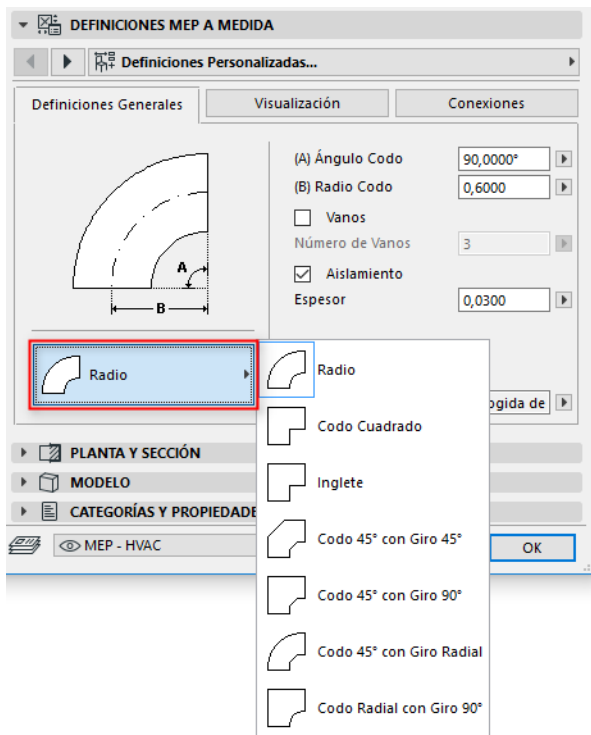 DEFINICIONES MEP A MEDIDA
Definiciones Personalizadas...
Definiciones Generales
Visualización
Conexiones
(A) Ángulo Codo 90,0000°
(B) Radio Codo 0,6000
Vanos
Número de Vanos 3
Aislamiento
Espesor 0,0300
A
B
Radio
Radio
ogida de
Codo Cuadrado
PLANTA Y SECCIÓN
Inglete
MODELO
CATEGORÍAS Y PROPIEDADE
Codo 45° con Giro 45°
MEP - HVAC
OK
Codo 45° con Giro 90°
Codo 45° con Giro Radial
Codo Radial con Giro 90°